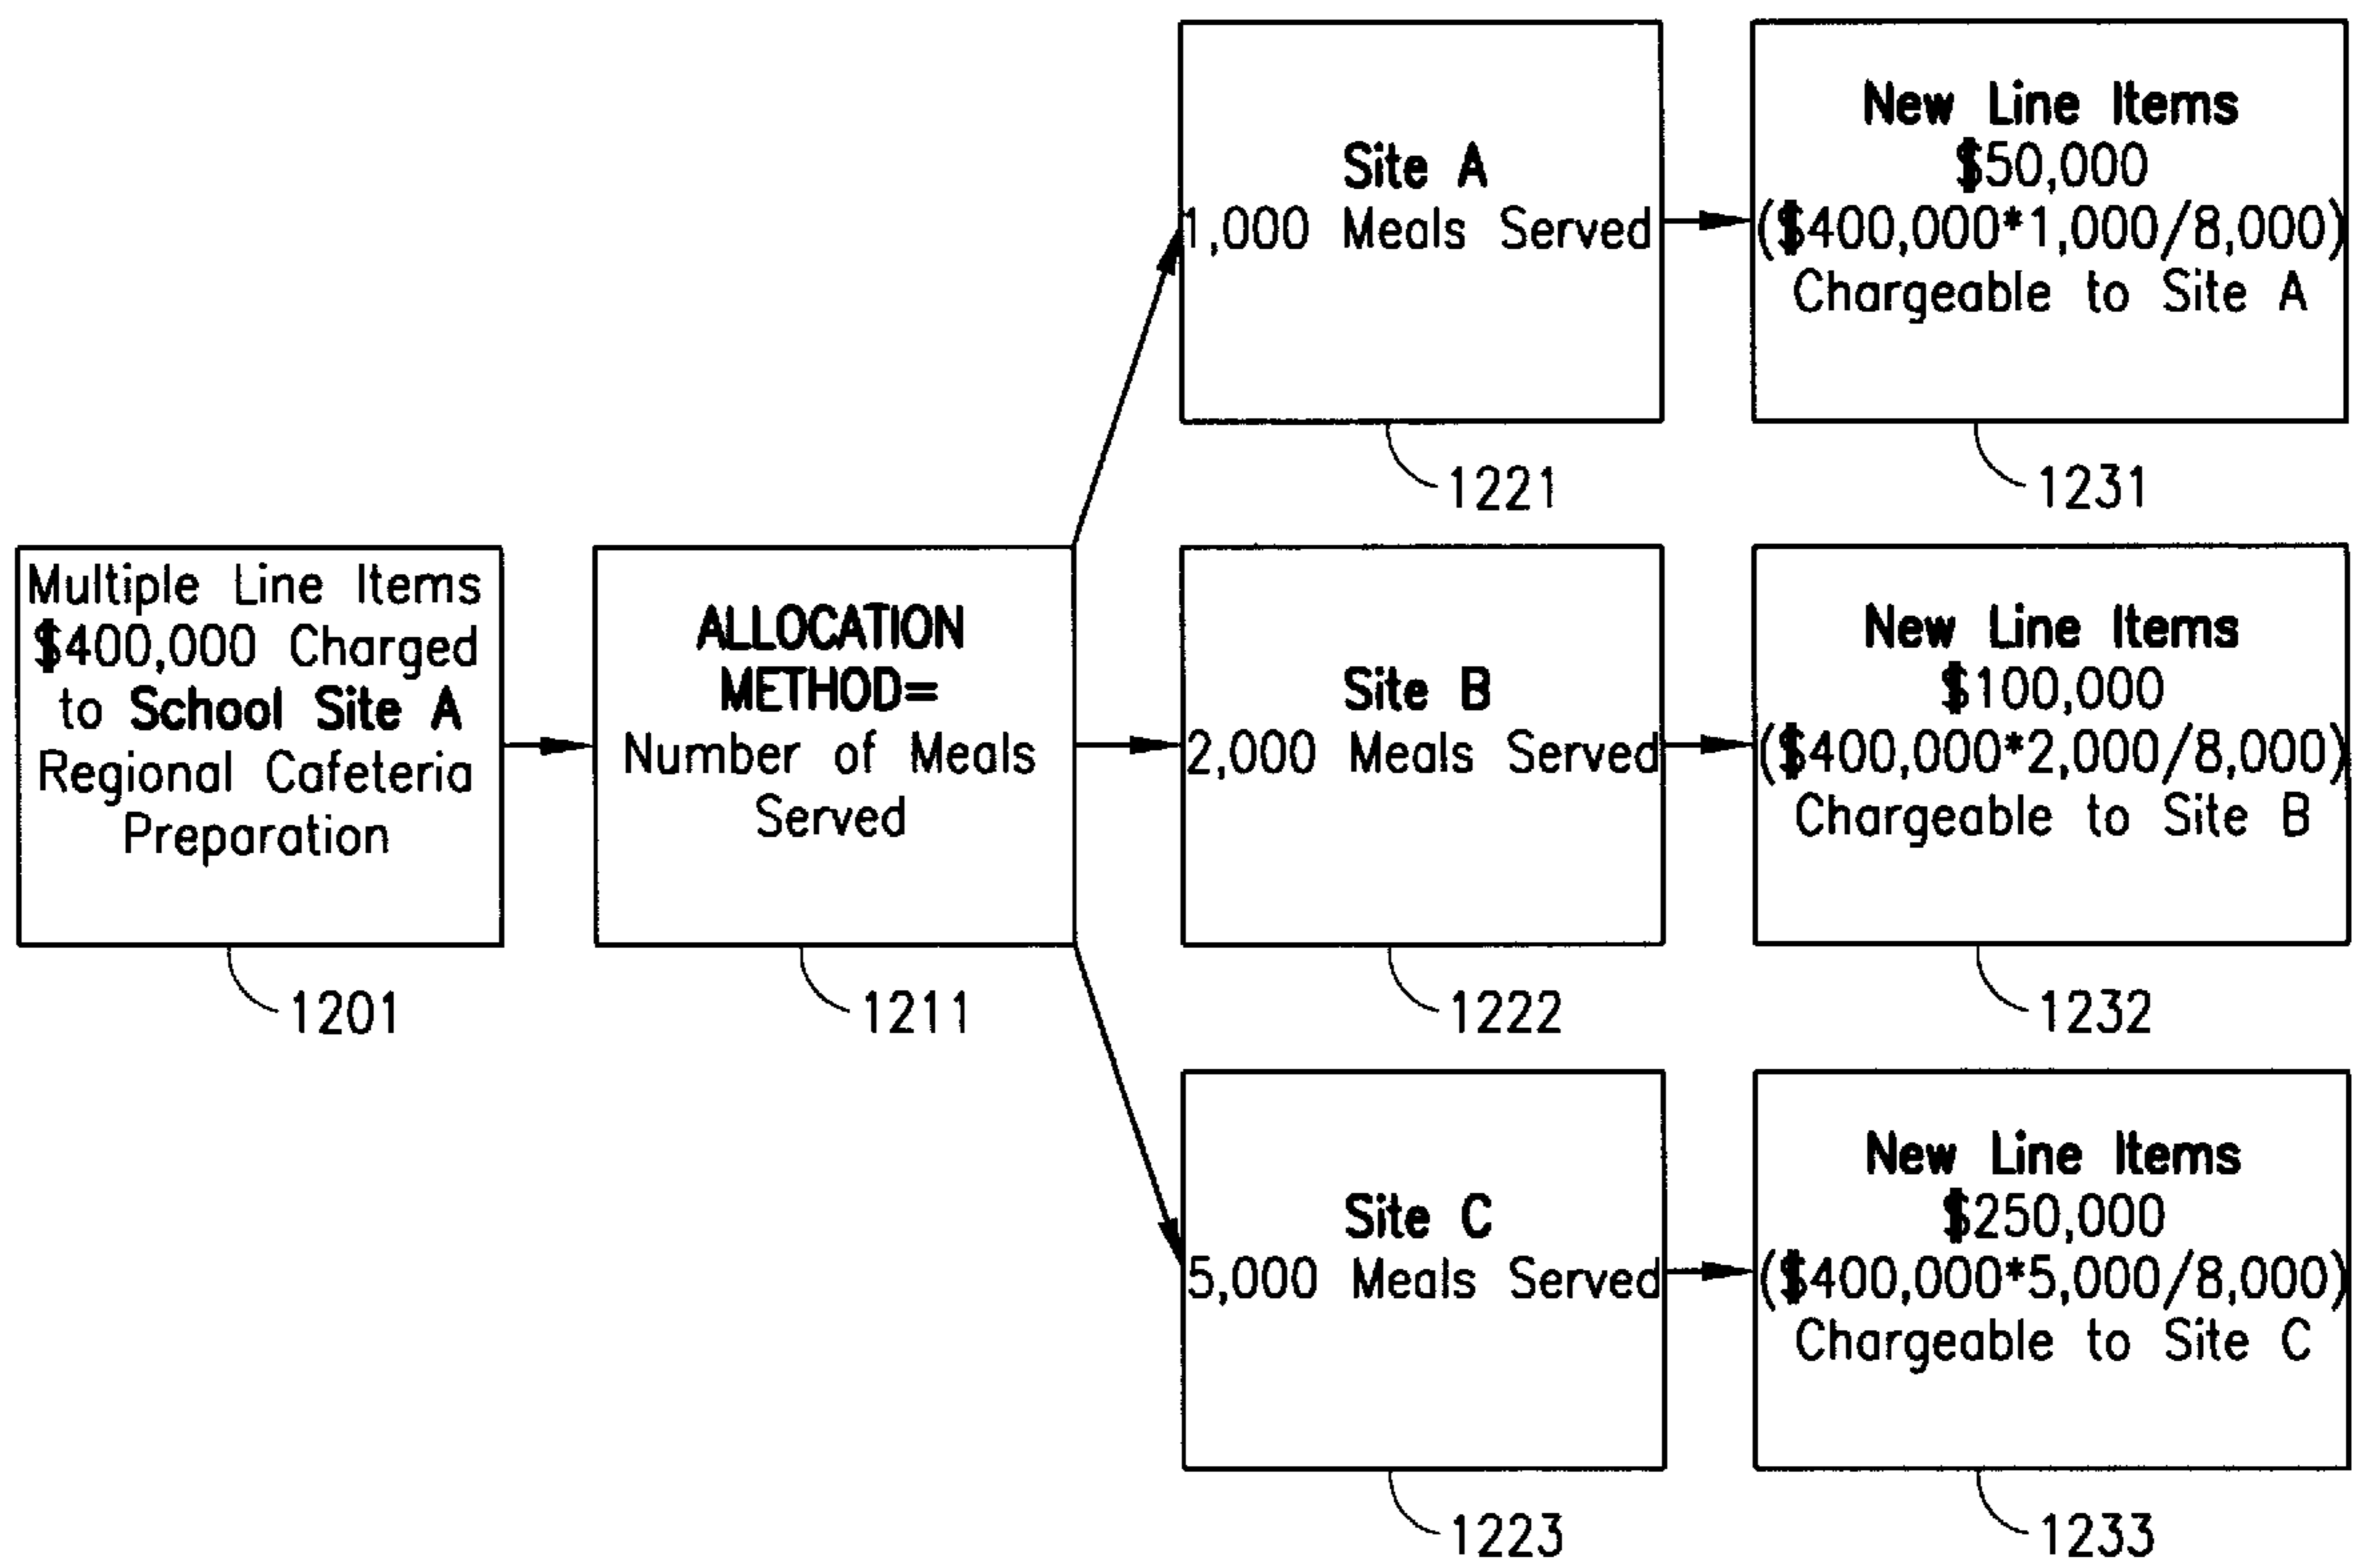 Multiple Line Items
$400,000 Charged
to School Site A
Regional Cafeteria
Preparation
1201
ALLOCATION
METHOD=
Number of Meals
Served
1211
Site A
1,000 Meals Served
1221
New Line Items
$50,000
($400,000*1,000/8,000)
Chargeable to Site A
1231
Site B
2,000 Meals Served
1222
New Line Items
$100,000
($400,000*2,000/8,000)
Chargeable to Site B
1232
Site C
5,000 Meals Served
1223
New Line Items
$250,000
($400,000*5,000/8,000)
Chargeable to Site C
1233